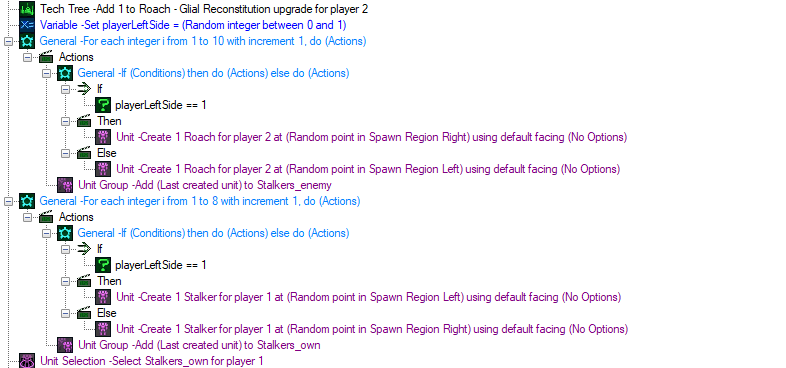 Tech Tree -Add 1 to Roach - Glial Reconstitution upgrade for player 2
Variable -Set playerLeftSide = (Random integer between 0 and 1)
General -For each integer i from 1 to 10 with increment 1, do (Actions)
Actions
General -If (Conditions) then do (Actions) else do (Actions)
If
playerLeftSide == 1
Then
Unit -Create 1 Roach for player 2 at (Random point in Spawn Region Right) using default facing (No Options)
Else
Unit -Create 1 Roach for player 2 at (Random point in Spawn Region Left) using default facing (No Options)
Unit Group -Add (Last created unit) to Stalkers_enemy
General -For each integer i from 1 to 8 with increment 1, do (Actions)
Actions
General -If (Conditions) then do (Actions) else do (Actions)
If
playerLeftSide == 1
Then
Unit -Create 1 Stalker for player 1 at (Random point in Spawn Region Left) using default facing (No Options)
Else
Unit -Create 1 Stalker for player 1 at (Random point in Spawn Region Right) using default facing (No Options)
Unit Group -Add (Last created unit) to Stalkers_own
Unit Selection -Select Stalkers_own for player 1